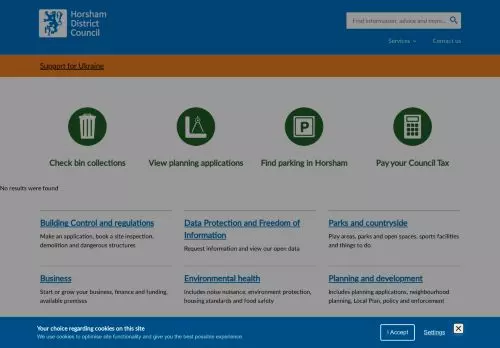 Horsham
District
Council
Find information, advice and more...
Services
Contact us
Support for Ukraine
Check bin collections
View planning applications
Find parking in Horsham
Pay your Council Tax
No results were found
Building Control and regulations
Make an application, book a site inspection,
demolition and dangerous structures
Data Protection and Freedom of
Information
Request information and view our open data
Parks and countryside
Play areas, parks and open spaces, sports facilities
and things to do
Business
Start or grow your business, finance and funding,
available premises
Environmental health
Includes noise nuisance, environment protection,
housing standards and food safety
Planning and development
Includes planning applications, neighbourhood
planning, Local Plan, policy and enforcement
Your choice regarding cookies on this site
We use cookies to optimise site functionality and give you the best possible experience.
I Accept
Settings